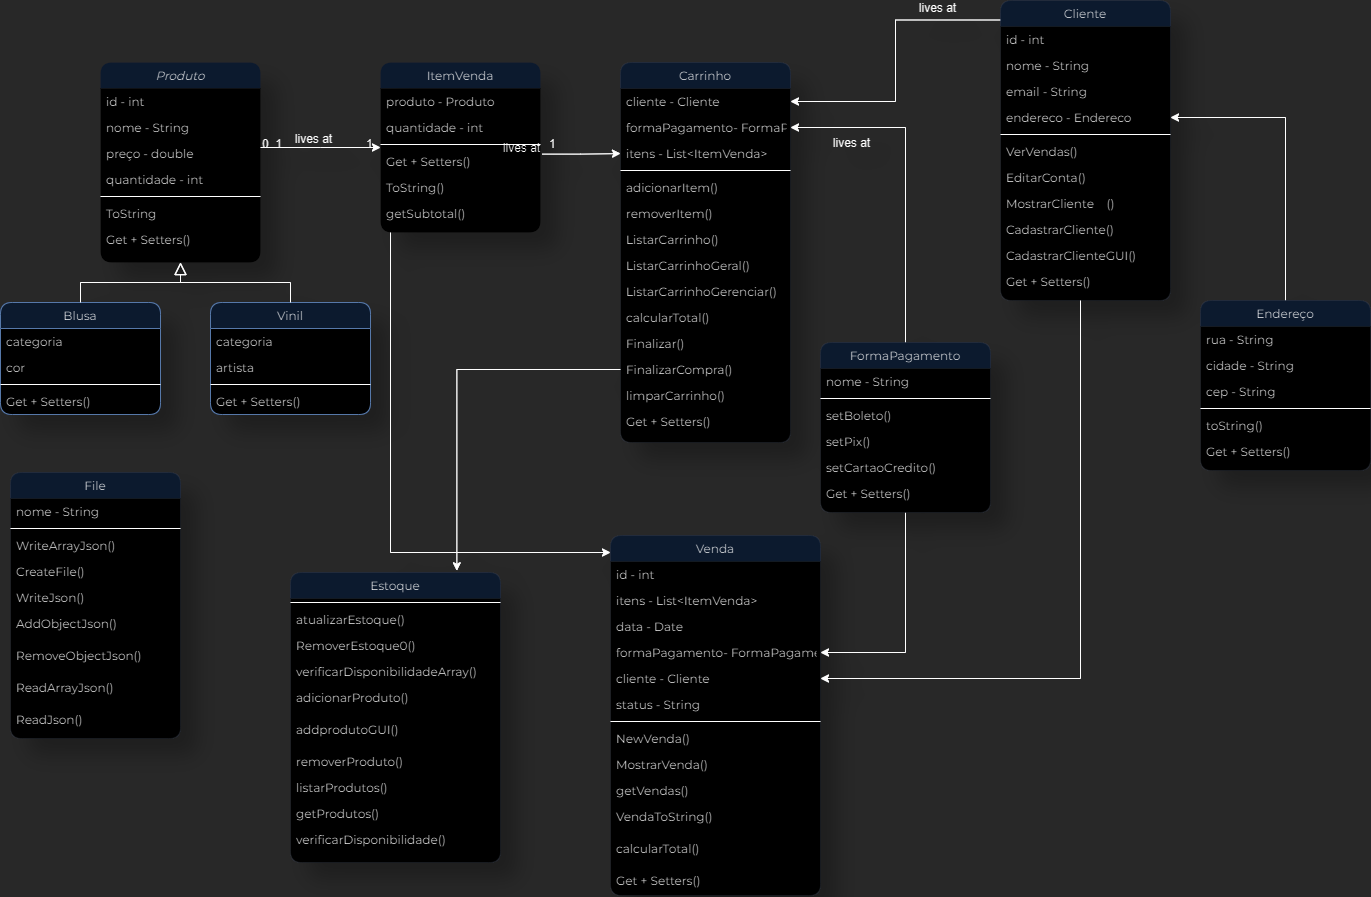 Produto
id - int
nome - String
preço - double
quantidade - int
ToString
Get + Setters()
0..1
lives at
1
ItemVenda
produto - Produto
quantidade - int
Get + Setters()
ToString()
getSubtotal()
lives at
1
Carrinho
cliente - Cliente
formaPagamento- FormaP
itens - List<ItemVenda>
adicionarItem()
removerItem()
ListarCarrinho()
ListarCarrinhoGeral()
ListarCarrinhoGerenciar()
calcularTotal()
Finalizar()
FinalizarCompra()
limparCarrinho()
Get + Setters()
lives at
lives at
Cliente
id - int
nome - String
email - String
endereco - Endereco
VerVendas()
EditarConta()
MostrarCliente ()
CadastrarCliente()
CadastrarClienteGUI()
Get + Setters()
Blusa
categoria
cor
Get + Setters()
Vinil
categoria
artista
Get + Setters()
FormaPagamento
nome - String
setBoleto()
setPix()
setCartaoCredito()
Get + Setters()
Endereço
rua - String
cidade - String
cep - String
toString()
Get + Setters()
File
nome - String
WriteArrayJson()
CreateFile()
WriteJson()
AddObjectJson()
RemoveObjectJson()
ReadArrayJson()
ReadJson()
Estoque
atualizarEstoque()
RemoverEstoque0()
verificarDisponibilidadeArray()
adicionarProduto()
addprodutoGUI()
removerProduto()
listarProdutos()
getProdutos()
verificarDisponibilidade()
Venda
id - int
itens - List<ItemVenda>
data - Date
formaPagamento- FormaPagame
cliente - Cliente
status - String
NewVenda()
MostrarVenda()
getVendas()
VendaToString()
calcularTotal()
Get + Setters()